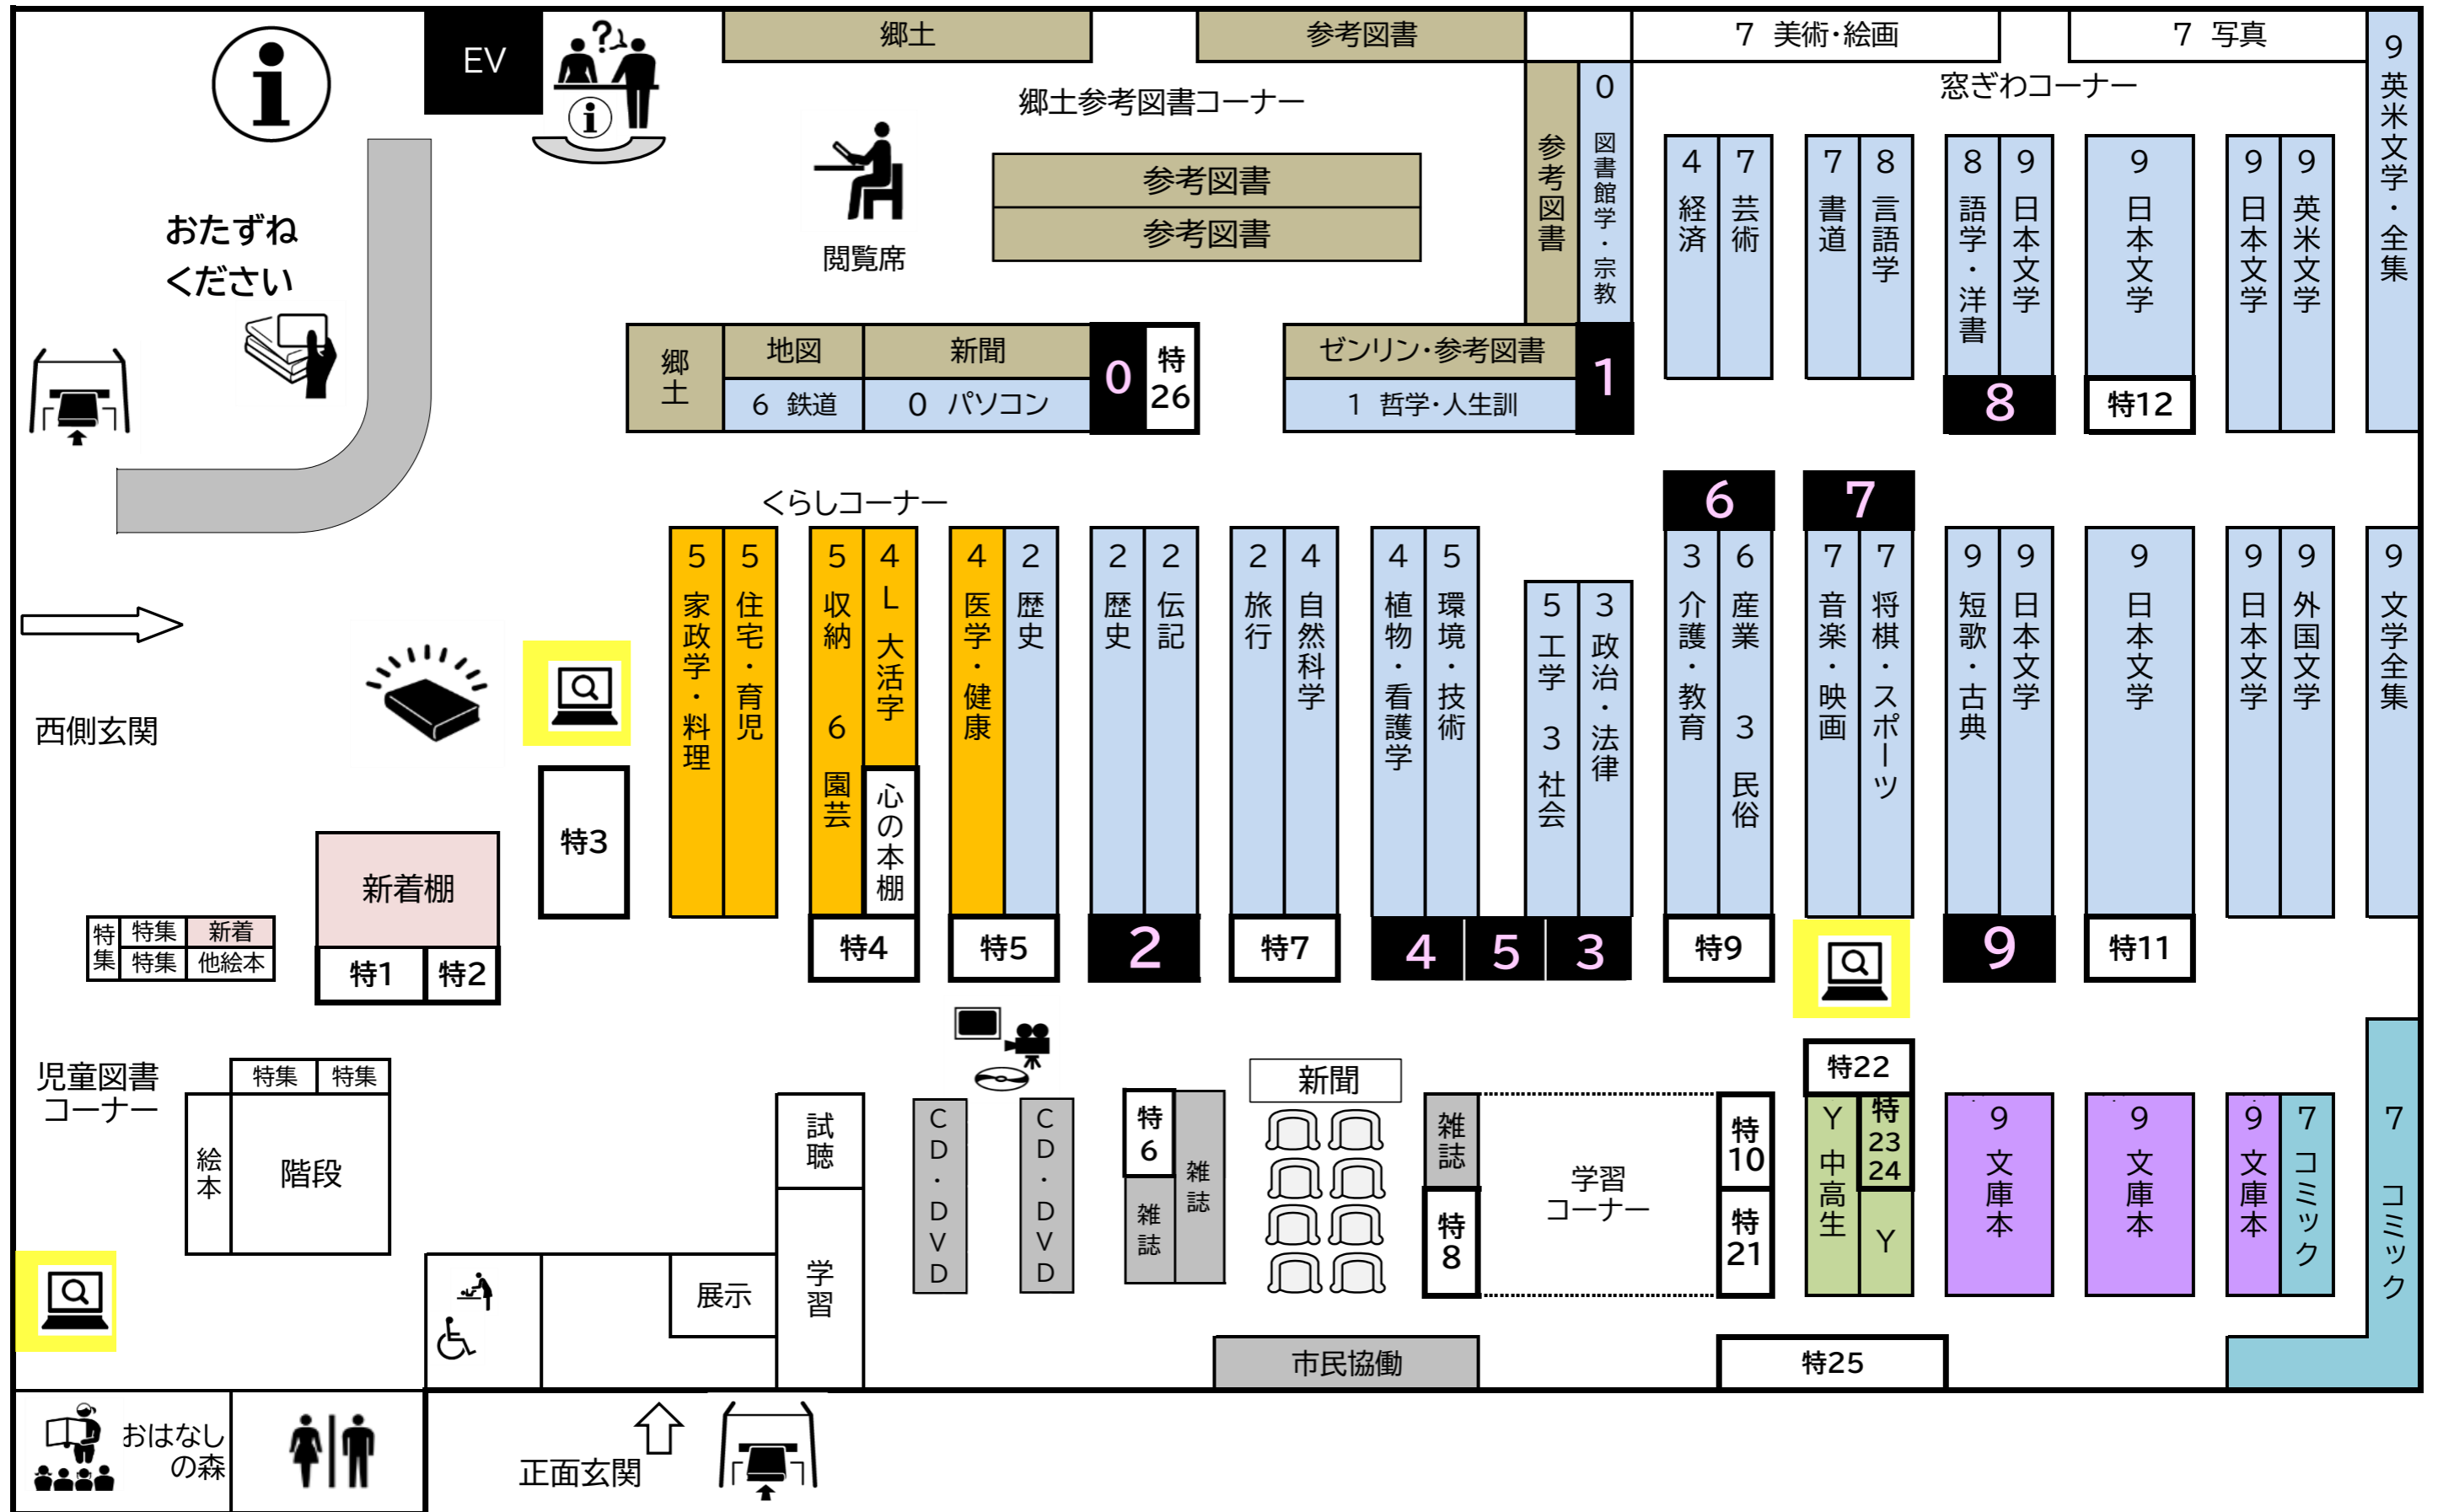 EV
郷土
参考図書
7 美術・絵画
7 写真
9 英米文学・全集
郷土参考図書コーナー
窓ぎわコーナー
おたずね
ください
閲覧席
参考図書
参考図書
参考図書
0 図書館学・宗教
4 経済
7 芸術
7 書道
8 言語学
8 語学・洋書
9 日本文学
9 日本文学
9 日本文学
9 英米文学
郷土
地図
新聞
6 鉄道
0 パソコン
0
特26
ゼンリン・参考図書
1 哲学・人生訓
1
8
特12
くらしコーナー
6
7
5 家政学・料理
5 住宅・育児
5 収納 6 園芸
4 L 大活字
心の本棚
4 医学・健康
2 歴史
2 歴史
2 伝記
2 旅行
4 自然科学
4 植物・看護学
5 環境・技術
5 工学 3 社会
3 政治・法律
3 介護・教育
6 産業 3 民俗
7 音楽・映画
7 将棋・スポーツ
9 短歌・古典
9 日本文学
9 日本文学
9 日本文学
9 外国文学
9 文学全集
西側玄関
特3
新着棚
特集
特集
新着
特集
他絵本
特1
特2
特4
特5
2
特7
4
5
3
特9
9
特11
児童図書
コーナー
特集
特集
絵本
階段
試聴
学習
展示
CD・DVD
CD・DVD
特6
雑誌
雑誌
新聞
雑誌
特8
学習
コーナー
特10
特21
特22
Y 中高生
特23
24
Y
9 文庫本
9 文庫本
9 文庫本
7 コミック
7 コミック
市民協働
特25
おはなし
の森
正面玄関